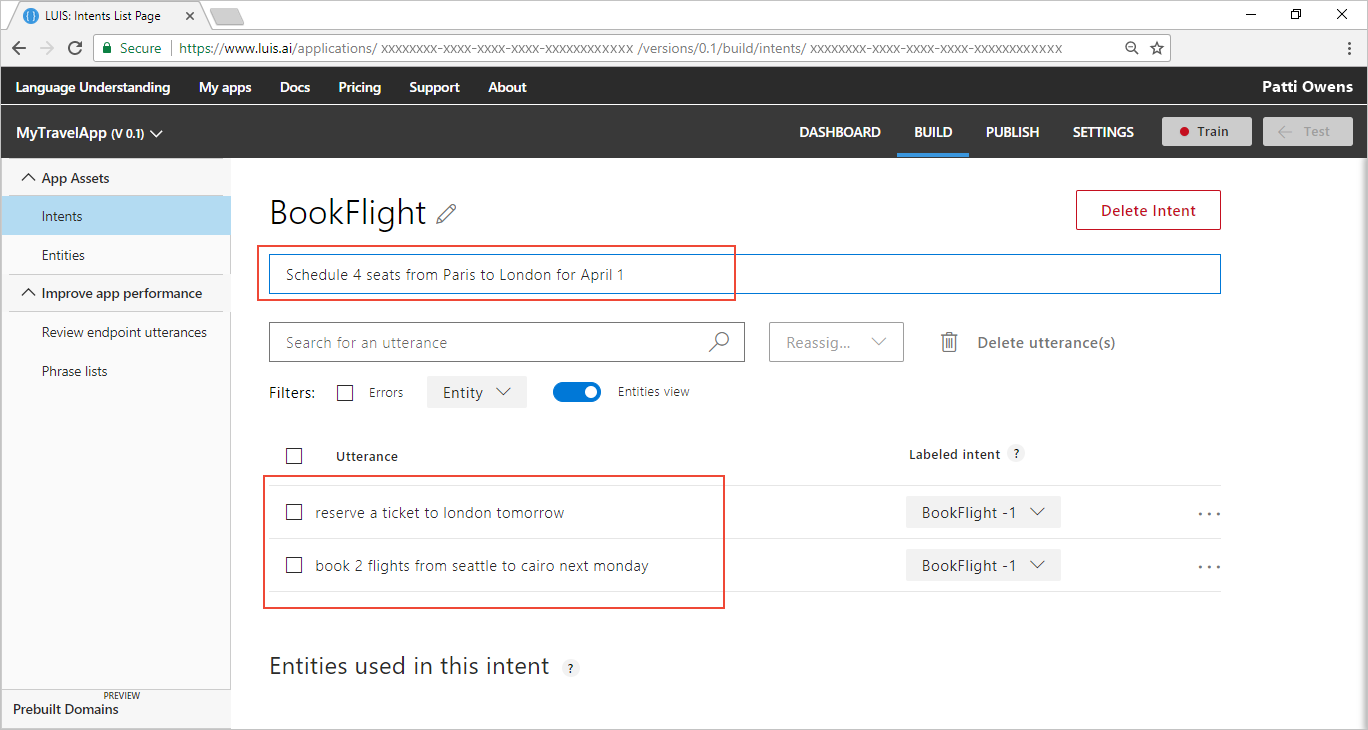 LUIS: Intents List Page
Secure https://www.luis.ai/applications/ xxxxxxxx-xxxx-xxxx-xxxx-xxxxxxxxxxxx /versions/0.1/build/intents/ xxxxxxxx-xxxx-xxxx-xxxx-xxxxxxxxxxxx
Language Understanding My apps Docs Pricing Support About Patti Owens
MyTravelApp (V 0.1) DASHBOARD BUILD PUBLISH SETTINGS Train Test
App Assets
Intents
Entities
Improve app performance
Review endpoint utterances
Phrase lists
PREVIEW
Prebuilt Domains
BookFlight Delete Intent
Schedule 4 seats from Paris to London for April 1
Search for an utterance Reassig... Delete utterance(s)
Filters: Errors Entity Entities view
Utterance Labeled intent ?
reserve a ticket to london tomorrow BookFlight -1 ...
book 2 flights from seattle to cairo next monday BookFlight -1 ...
Entities used in this intent ?